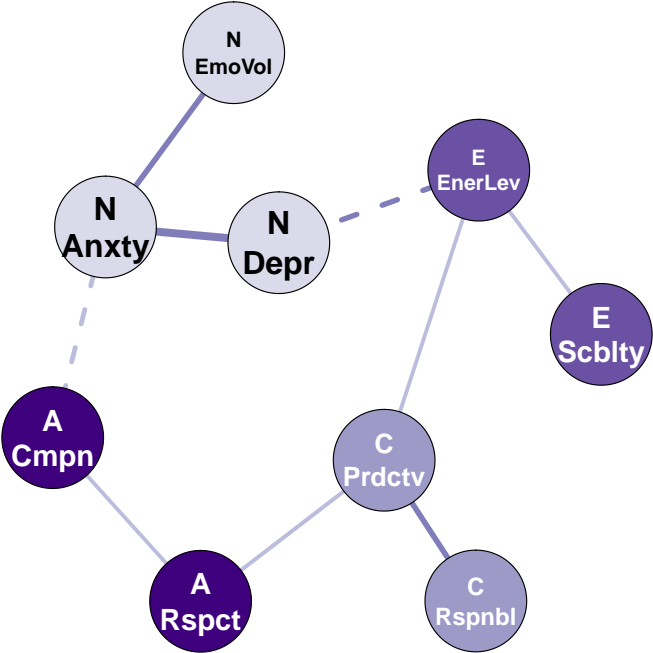 N
EmoVol
E
EnerLev
N
Anxty
N
Depr
E
Scblty
A
Cmpn
C
Prdctv
A
Rspct
C
Rspnbl